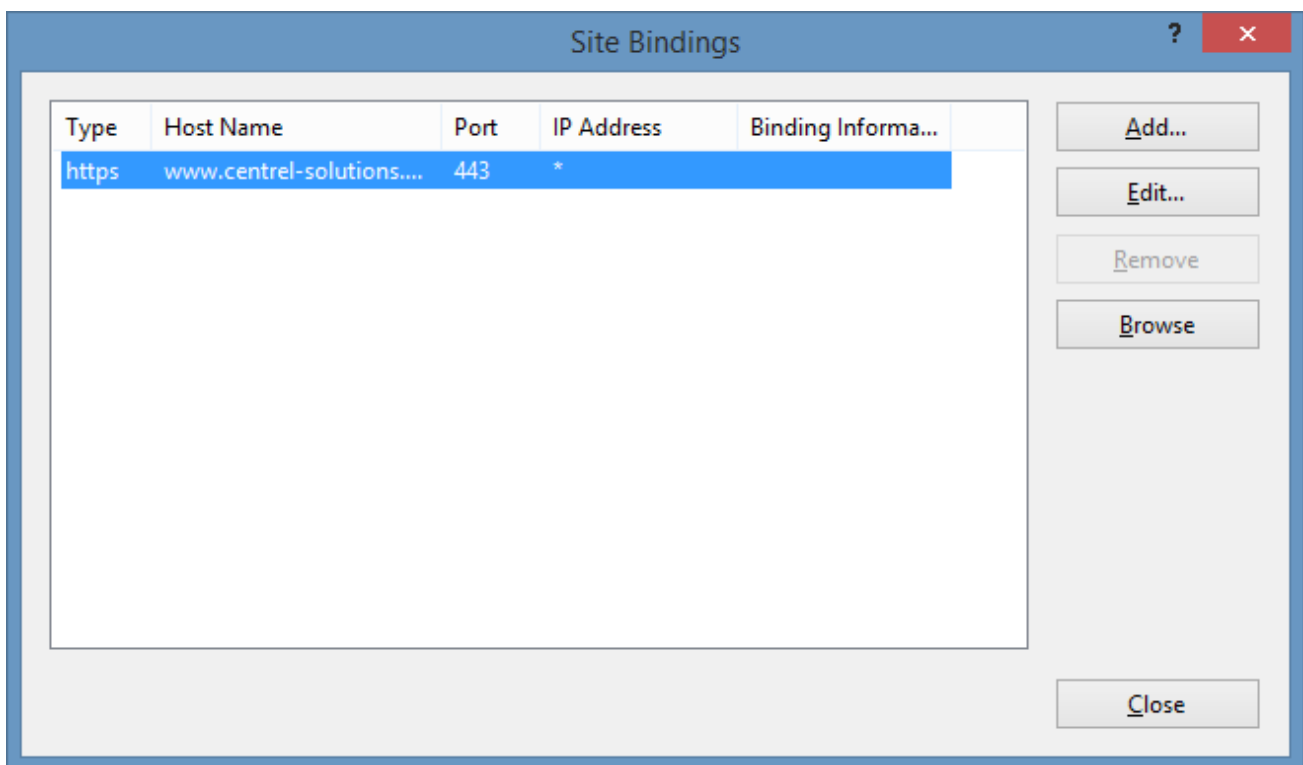 Site Bindings
?
Type Host Name Port IP Address Binding Informa...
https www.centrel-solutions.... 443 *
Add...
Edit...
Remove
Browse
Close